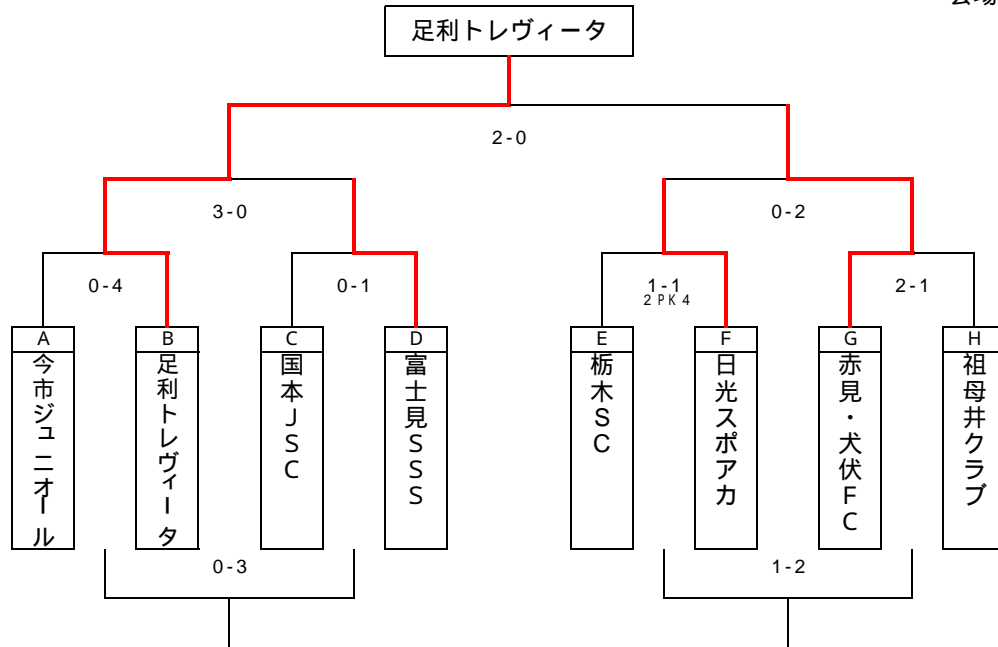 足利トレヴィータ
2-0
3-0
0-2
0-4
0-1
1-1
2 PK 4
2-1
A
B
C
D
E
F
G
H
今市ジュニオール
足利トレヴィータ
国本JSC
富士見SSS
栃木SC
日光スポアカ
赤見・犬伏FC
祖母井クラブ
0-3
1-2